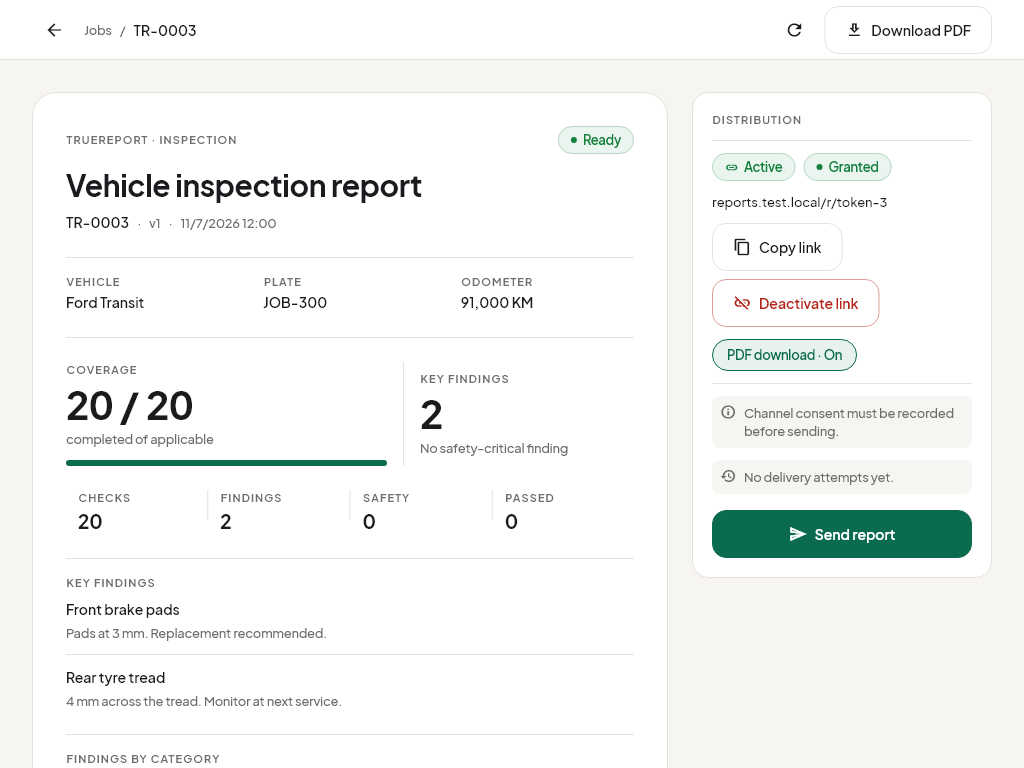 Jobs / TR-0003
Download PDF
TRUEREPORT · INSPECTION
Ready
Vehicle inspection report
TR-0003 · v1 · 11/7/2026 12:00
VEHICLE
Ford Transit
PLATE
JOB-300
ODOMETER
91,000 KM
COVERAGE
20 / 20
completed of applicable
KEY FINDINGS
2
No safety-critical finding
CHECKS
20
FINDINGS
2
SAFETY
0
PASSED
0
KEY FINDINGS
Front brake pads
Pads at 3 mm. Replacement recommended.
Rear tyre tread
4 mm across the tread. Monitor at next service.
FINDINGS BY CATEGORY
DISTRIBUTION
Active
Granted
reports.test.local/r/token-3
Copy link
Deactivate link
PDF download · On
Channel consent must be recorded
before sending.
No delivery attempts yet.
Send report